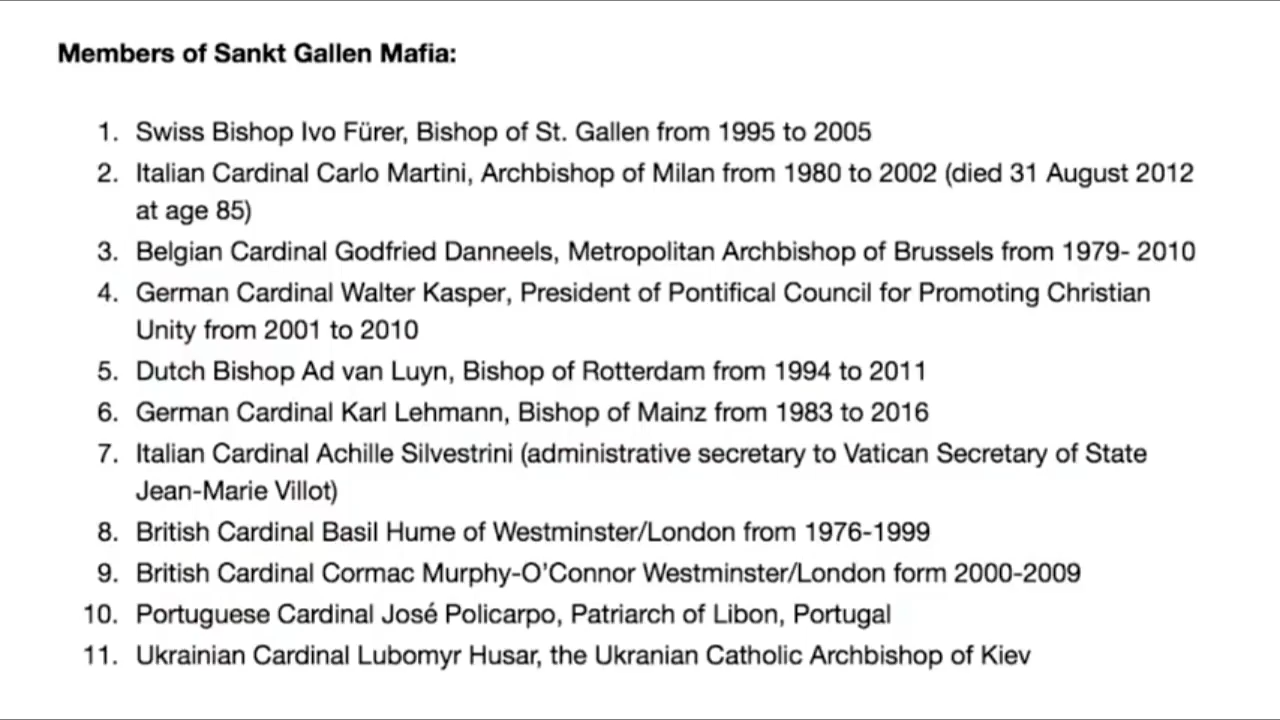 Members of Sankt Gallen Mafia:
1. Swiss Bishop Ivo Fürer, Bishop of St. Gallen from 1995 to 2005
2. Italian Cardinal Carlo Martini, Archbishop of Milan from 1980 to 2002 (died 31 August 2012
at age 85)
3. Belgian Cardinal Godfried Danneels, Metropolitan Archbishop of Brussels from 1979- 2010
4. German Cardinal Walter Kasper, President of Pontifical Council for Promoting Christian
Unity from 2001 to 2010
5. Dutch Bishop Ad van Luyn, Bishop of Rotterdam from 1994 to 2011
6. German Cardinal Karl Lehmann, Bishop of Mainz from 1983 to 2016
7. Italian Cardinal Achille Silvestrini (administrative secretary to Vatican Secretary of State
Jean-Marie Villot)
8. British Cardinal Basil Hume of Westminster/London from 1976-1999
9. British Cardinal Cormac Murphy-O’Connor Westminster/London form 2000-2009
10. Portuguese Cardinal José Policarpo, Patriarch of Libon, Portugal
11. Ukrainian Cardinal Lubomyr Husar, the Ukranian Catholic Archbishop of Kiev